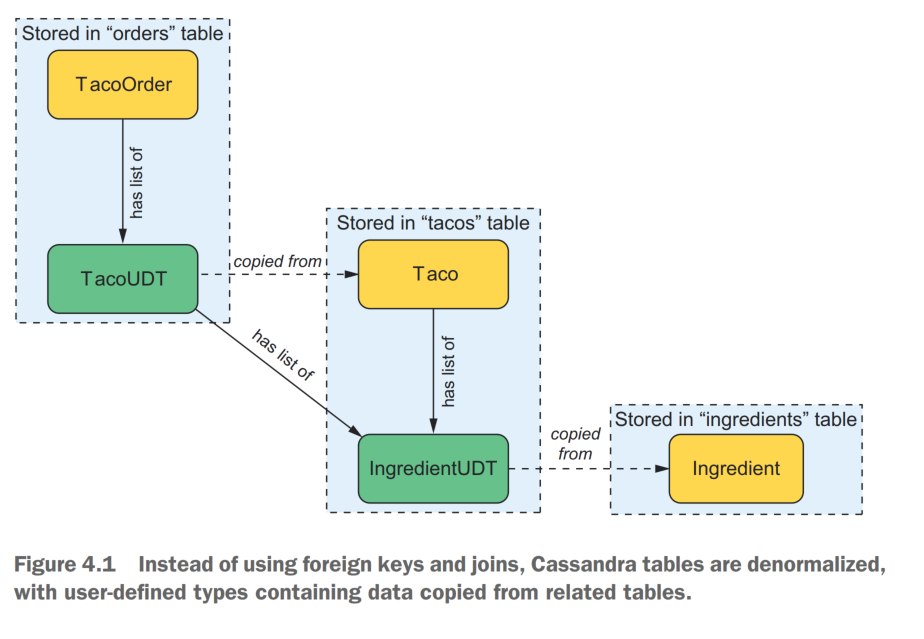 Stored in “orders” table
TacoOrder
has list of
TacoUDT
copied from
has list of
Stored in “tacos” table
Taco
has list of
IngredientUDT
copied
from
Stored in “ingredients” table
Ingredient
Figure 4.1 Instead of using foreign keys and joins, Cassandra tables are denormalized,
with user-defined types containing data copied from related tables.